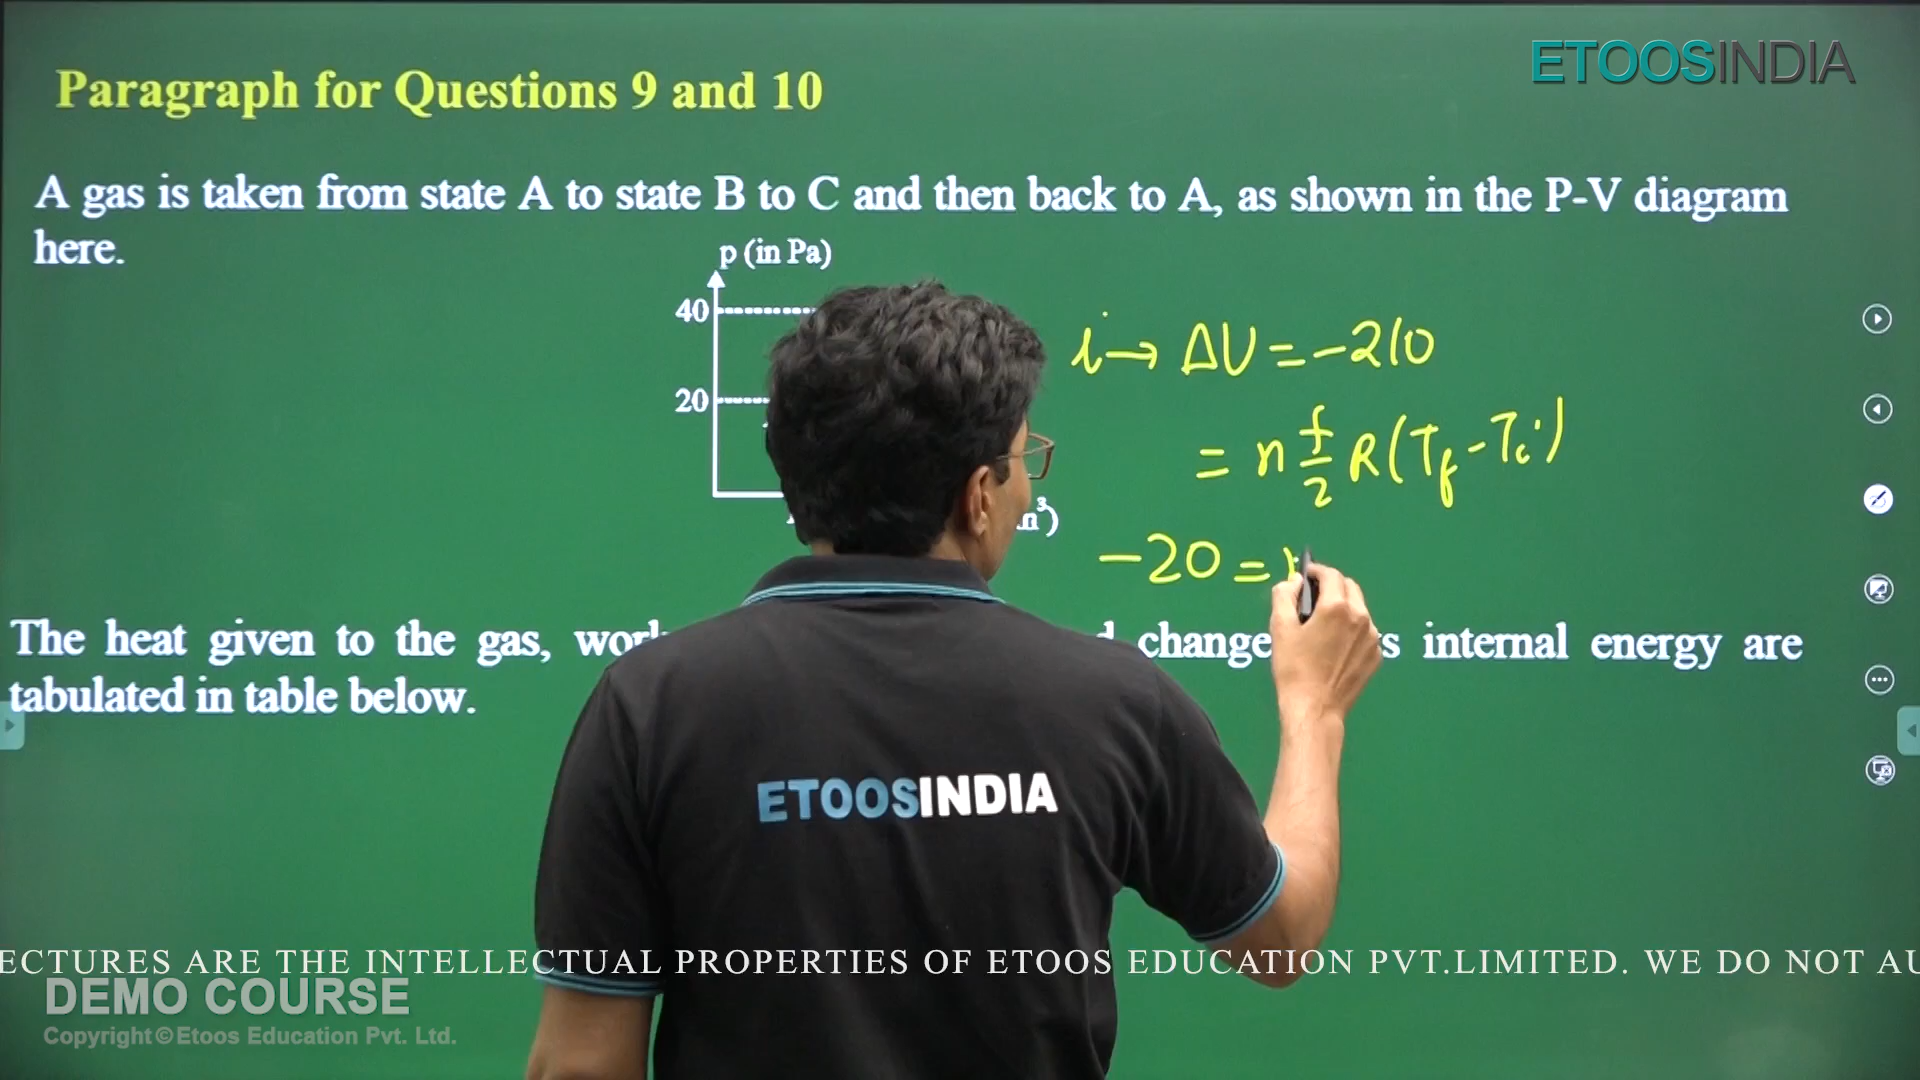 ETOOSINDIA
Paragraph for Questions 9 and 10
A gas is taken from state A to state B to C and then back to A, as shown in the P-V diagram
here.
p (in Pa)
40
20
i → ΔU = -210
= n f/2 R(Tf - Ti)
-20 =
The heat given to the gas, change internal energy are
tabulated in table below.
ETOOSINDIA
ECTURES ARE THE INTELLECTUAL PROPERTIES OF ETOOS EDUCATION PVT.LIMITED. WE DO NOT AU
DEMO COURSE
Copyright©Etoos Education Pvt. Ltd.